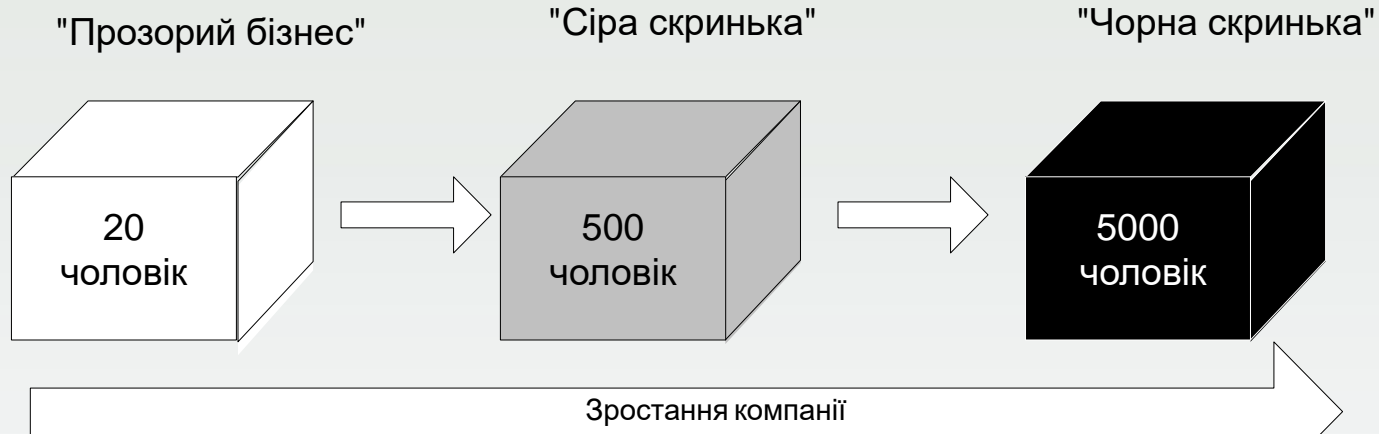 "Прозорий бізнес"
"Сіра скринька"
"Чорна скринька"
20
чоловік
500
чоловік
5000
чоловік
Зростання компанії